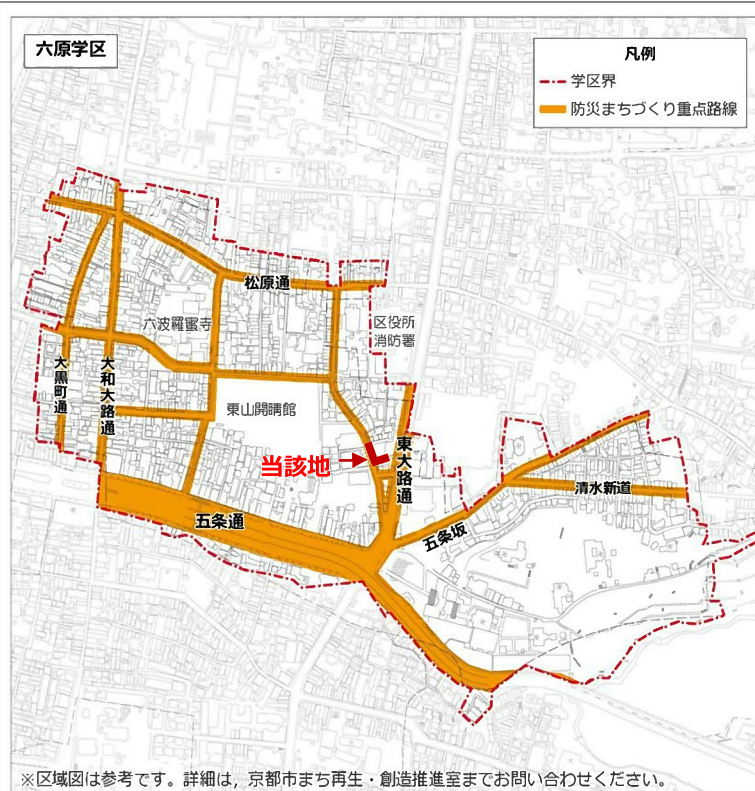 六原学区
凡例
学区界
防災まちづくり重点路線
松原通
六波羅蜜寺
区役所
消防署
大黒町通
大和大路通
東山開睛館
当該地
東大路通
清水新道
五条通
五条坂
※区域図は参考です。詳細は，京都市まち再生・創造推進室までお問い合わせください。